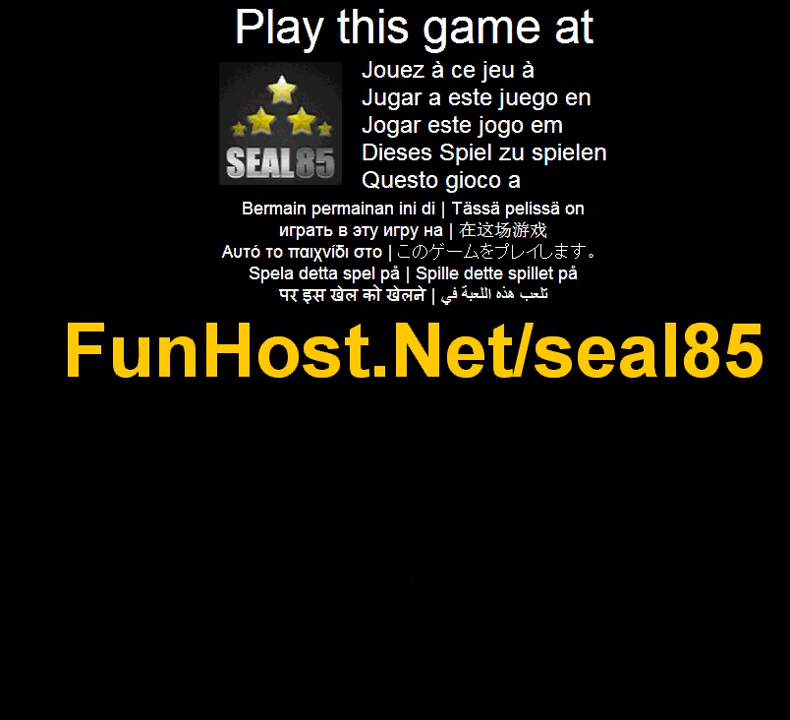 Play this game at
SEAL85
Jouez à ce jeu à
Jugar a este juego en
Jogar este jogo em
Dieses Spiel zu spielen
Questo gioco a
Bermain permainan ini di | Tässä pelissä on
играть в эту игру на | 在这场游戏
Αυτό το παιχνίδι στο | このゲームをプレイします。
Spela detta spel på | Spille dette spillet på
पर इस खेल को खेलने | تلعب هذه اللعبة في
FunHost.Net/seal85